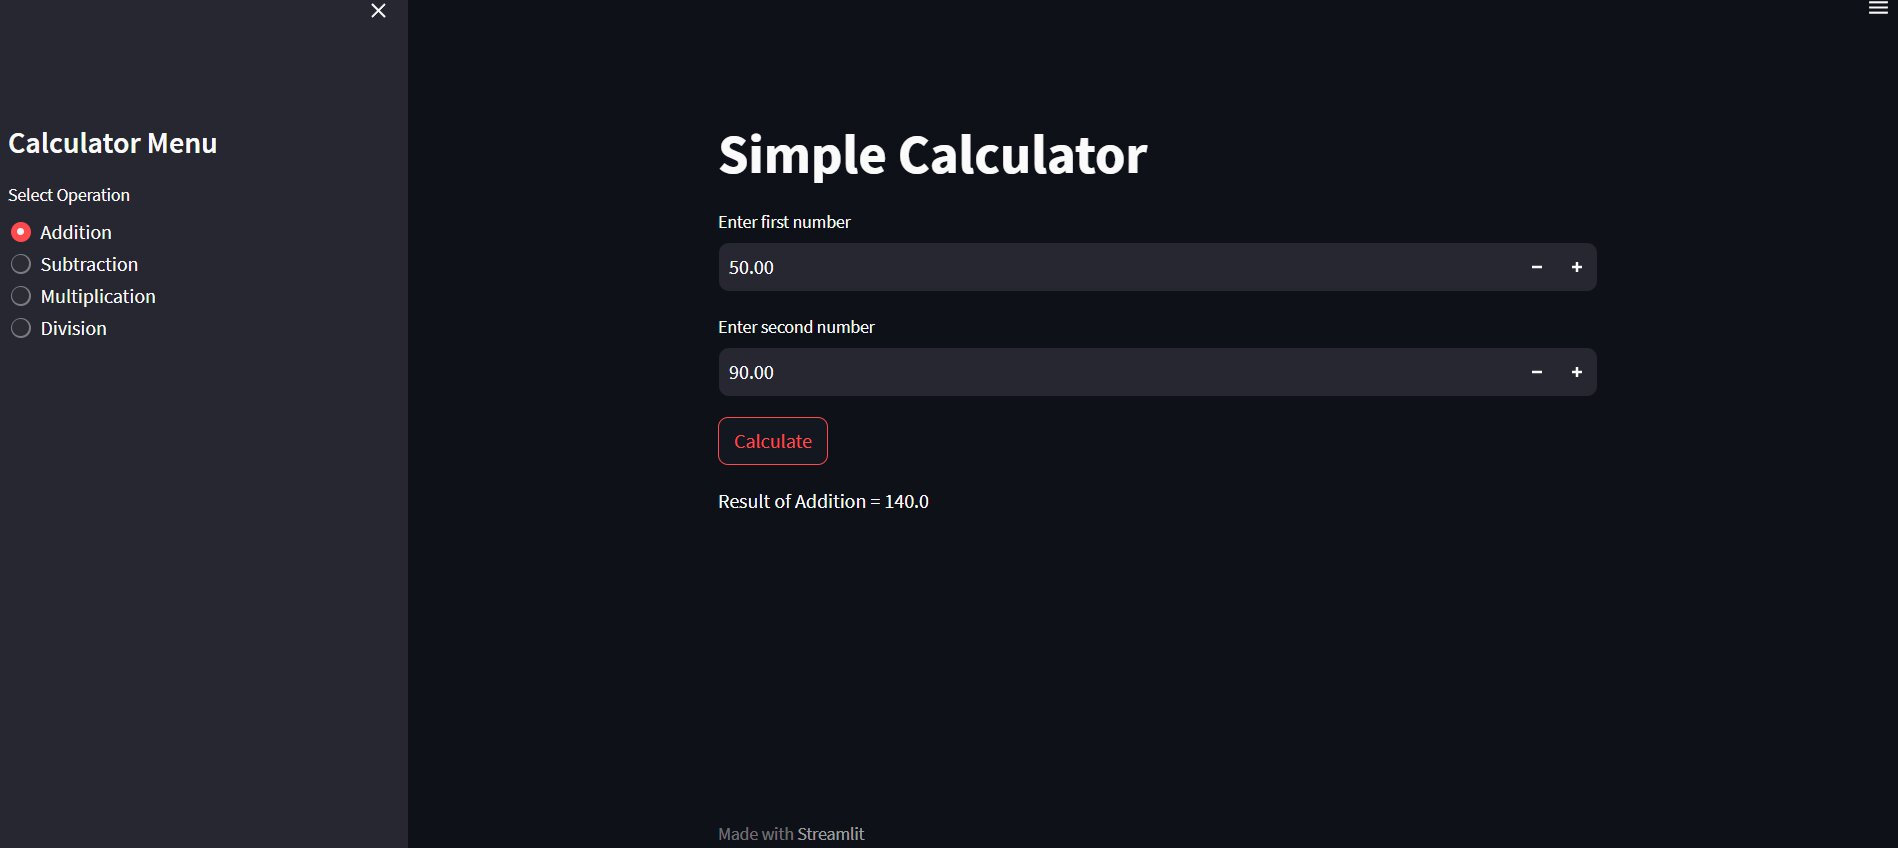 Calculator Menu
Select Operation
Addition
Subtraction
Multiplication
Division
Simple Calculator
Enter first number
50.00
Enter second number
90.00
Calculate
Result of Addition = 140.0
Made with Streamlit